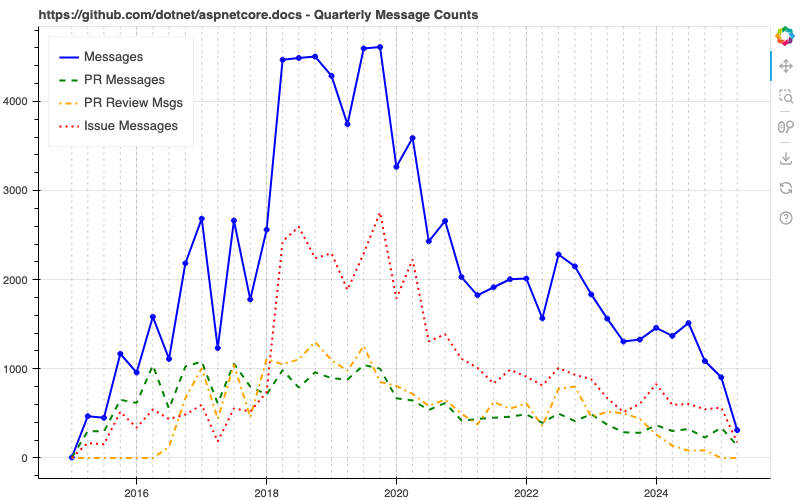 https://github.com/dotnet/aspnetcore.docs - Quarterly Message Counts
Messages
PR Messages
PR Review Msgs
Issue Messages
4000
3000
2000
1000
0
2016
2018
2020
2022
2024